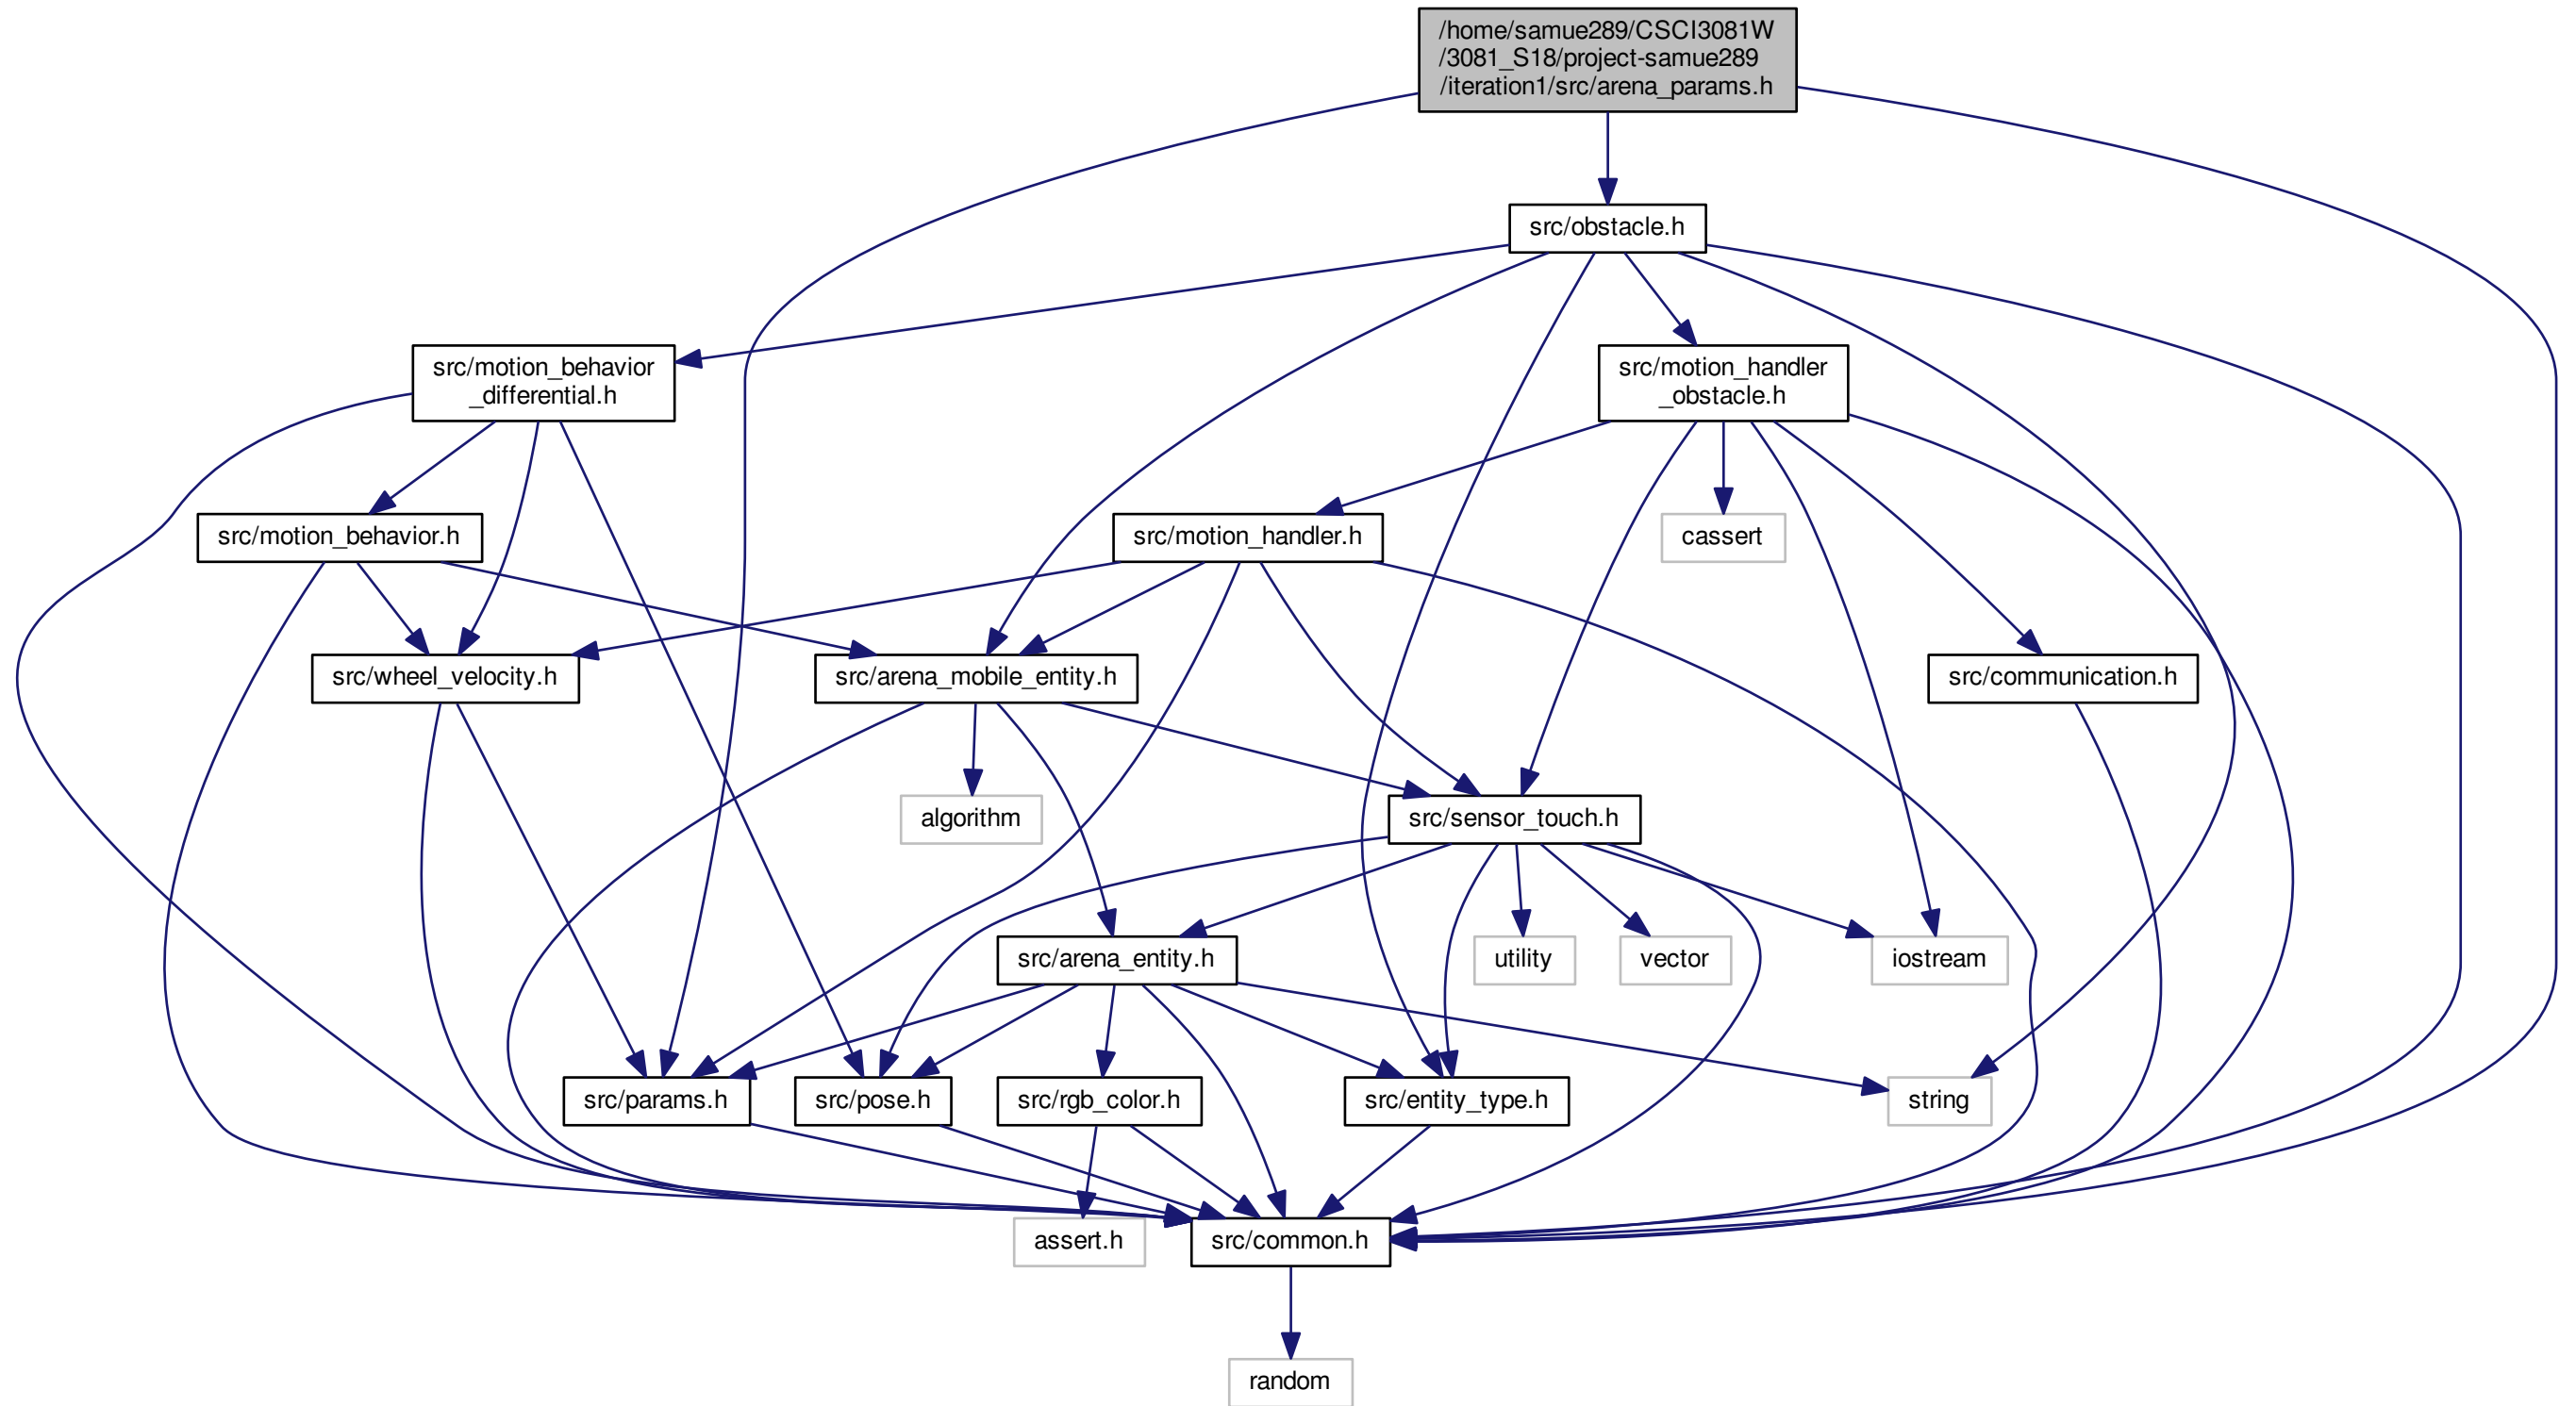 /home/samue289/CSCI3081W
/3081_S18/project-samue289
/iteration1/src/arena_params.h
src/obstacle.h
src/motion_behavior
_differential.h
src/motion_handler
_obstacle.h
src/motion_behavior.h
src/motion_handler.h
cassert
src/wheel_velocity.h
src/arena_mobile_entity.h
src/communication.h
algorithm
src/sensor_touch.h
src/arena_entity.h
utility
vector
iostream
src/params.h
src/pose.h
src/rgb_color.h
src/entity_type.h
string
assert.h
src/common.h
random